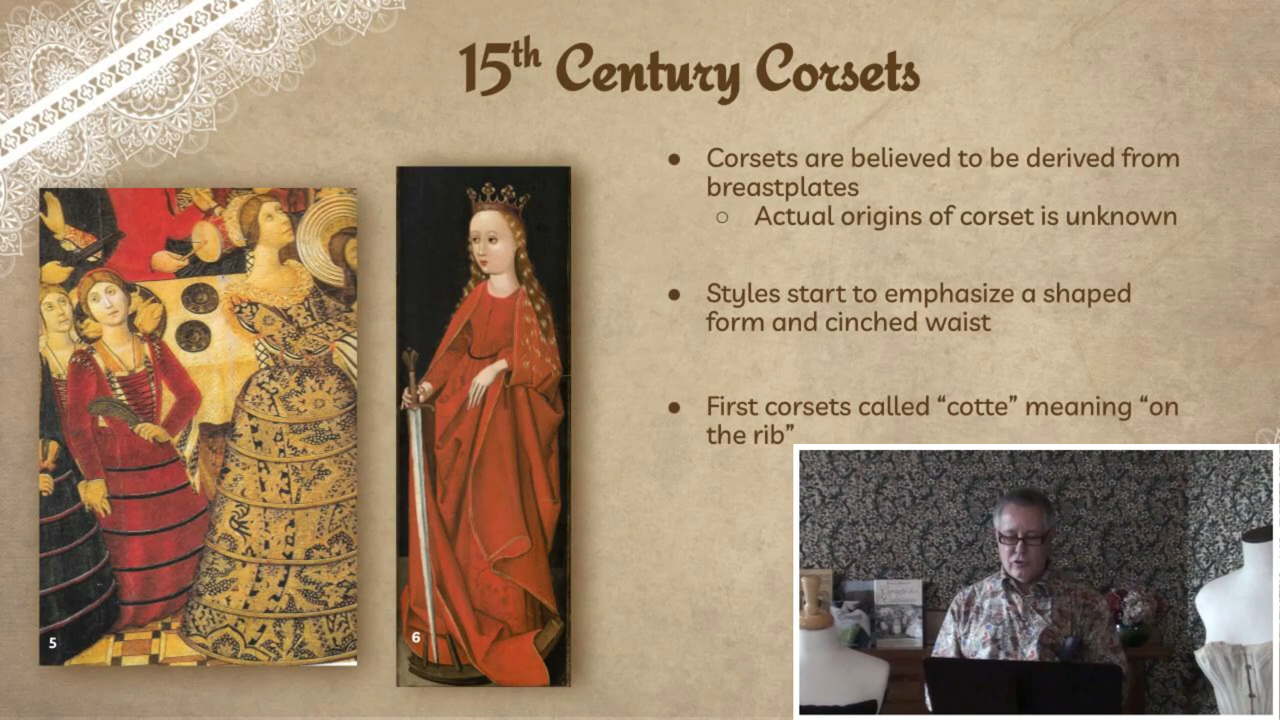 15th Century Corsets
● Corsets are believed to be derived from
breastplates
○ Actual origins of corset is unknown
● Styles start to emphasize a shaped
form and cinched waist
● First corsets called “cotte” meaning “on
the rib”
5
6